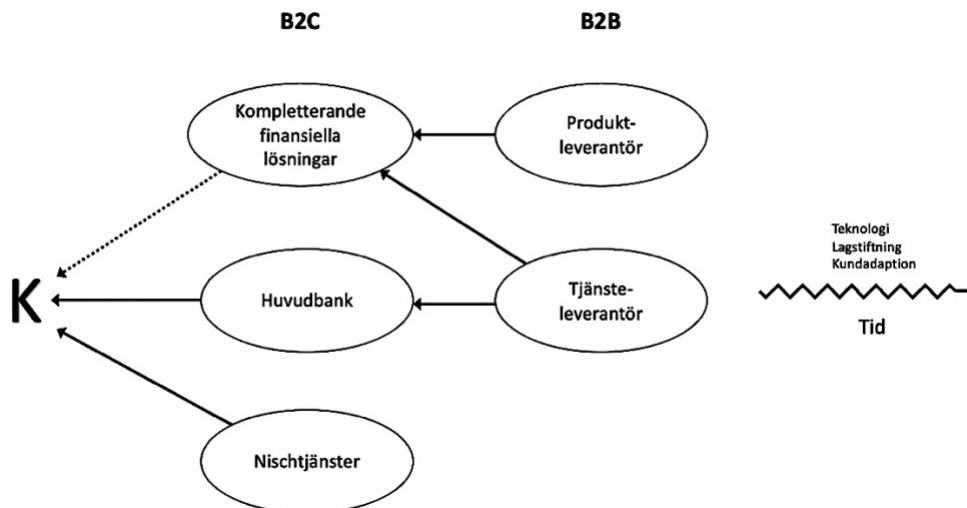 B2C
B2B
Kompletterande
finansiella
lösningar
Produkt-
leverantör
Teknologi
Lagstiftning
Kundadaption
K
Huvudbank
Tjänste-
leverantör
Tid
Nischtjänster